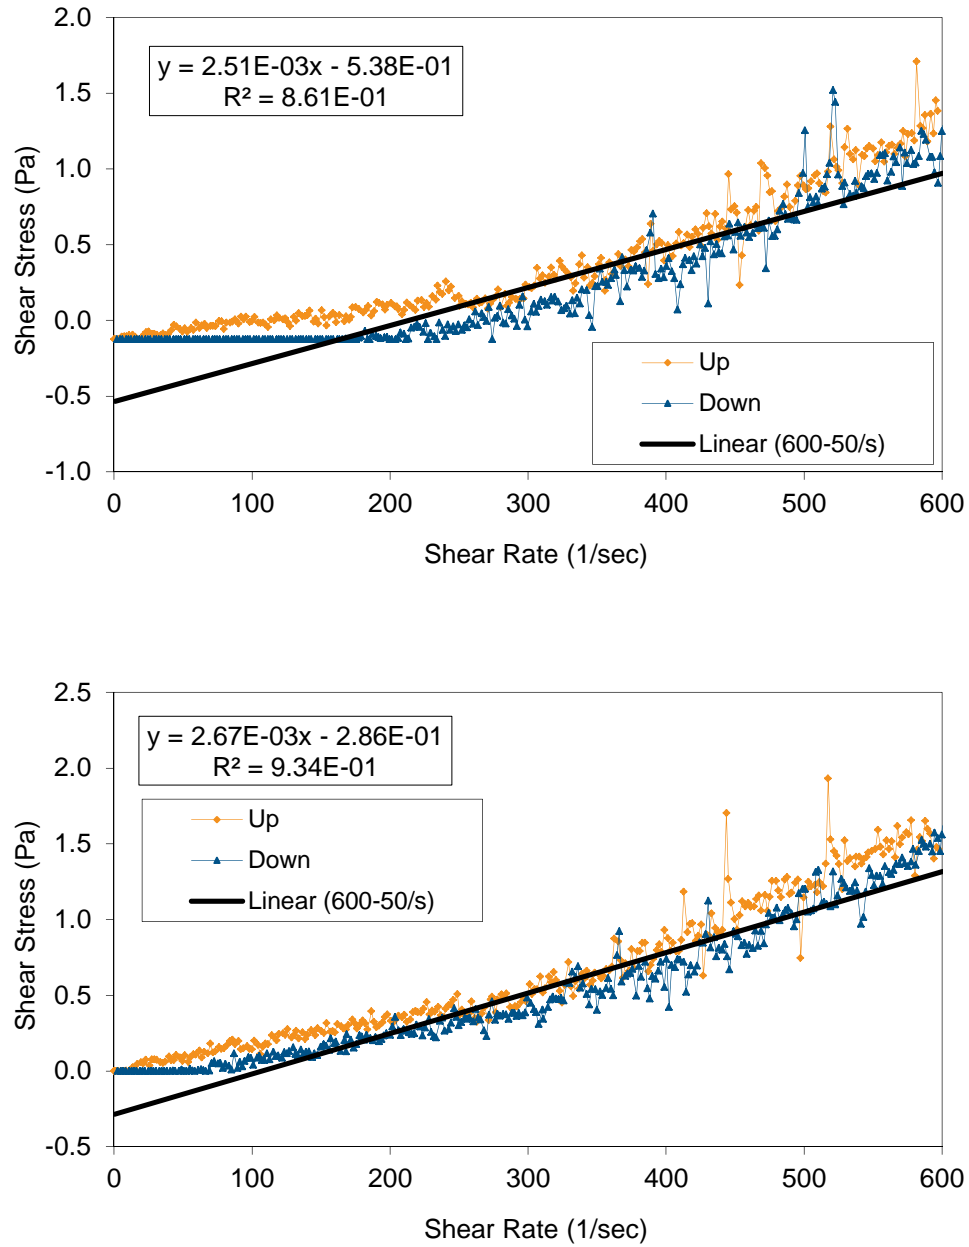 2.0
y = 2.51E-03x - 5.38E-01
R² = 8.61E-01
1.5
1.0
0.5
0.0
-0.5
-1.0
Shear Stress (Pa)
Up
Down
Linear (600-50/s)
0 100 200 300 400 500 600
Shear Rate (1/sec)
2.5
y = 2.67E-03x - 2.86E-01
R² = 9.34E-01
2.0
1.5
1.0
0.5
0.0
-0.5
Shear Stress (Pa)
Up
Down
Linear (600-50/s)
0 100 200 300 400 500 600
Shear Rate (1/sec)